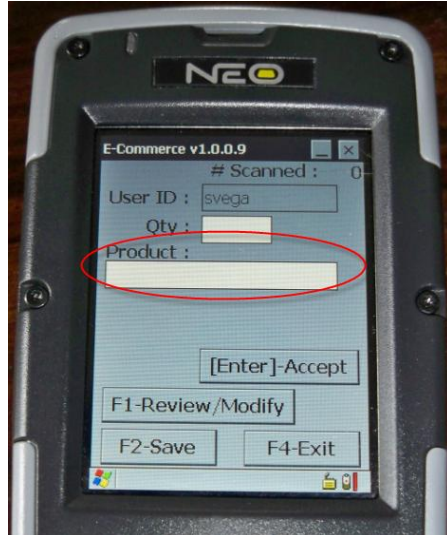 NEO
E-Commerce v1.0.0.9
# Scanned : 0
User ID : svega
Qty :
Product :
[Enter]-Accept
F1-Review/Modify
F2-Save F4-Exit